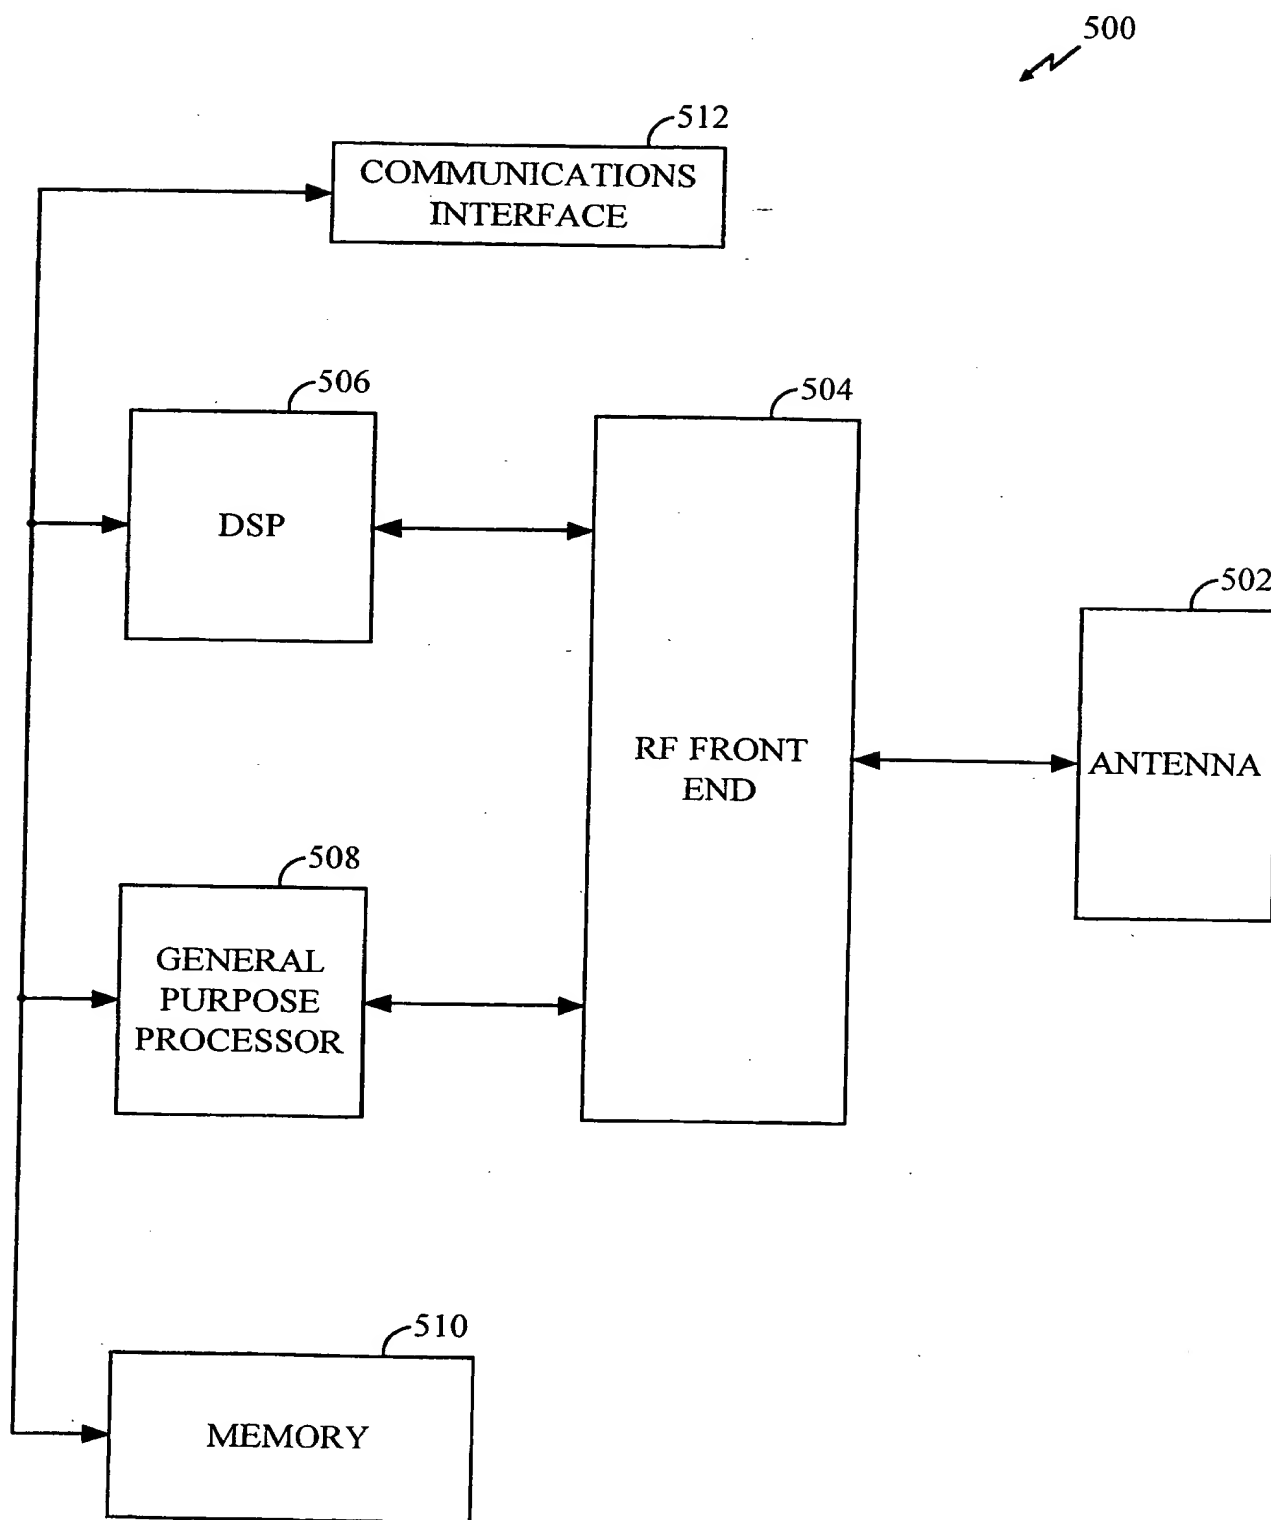 500
512
COMMUNICATIONS
INTERFACE
506
DSP
504
RF FRONT
END
502
ANTENNA
508
GENERAL
PURPOSE
PROCESSOR
510
MEMORY